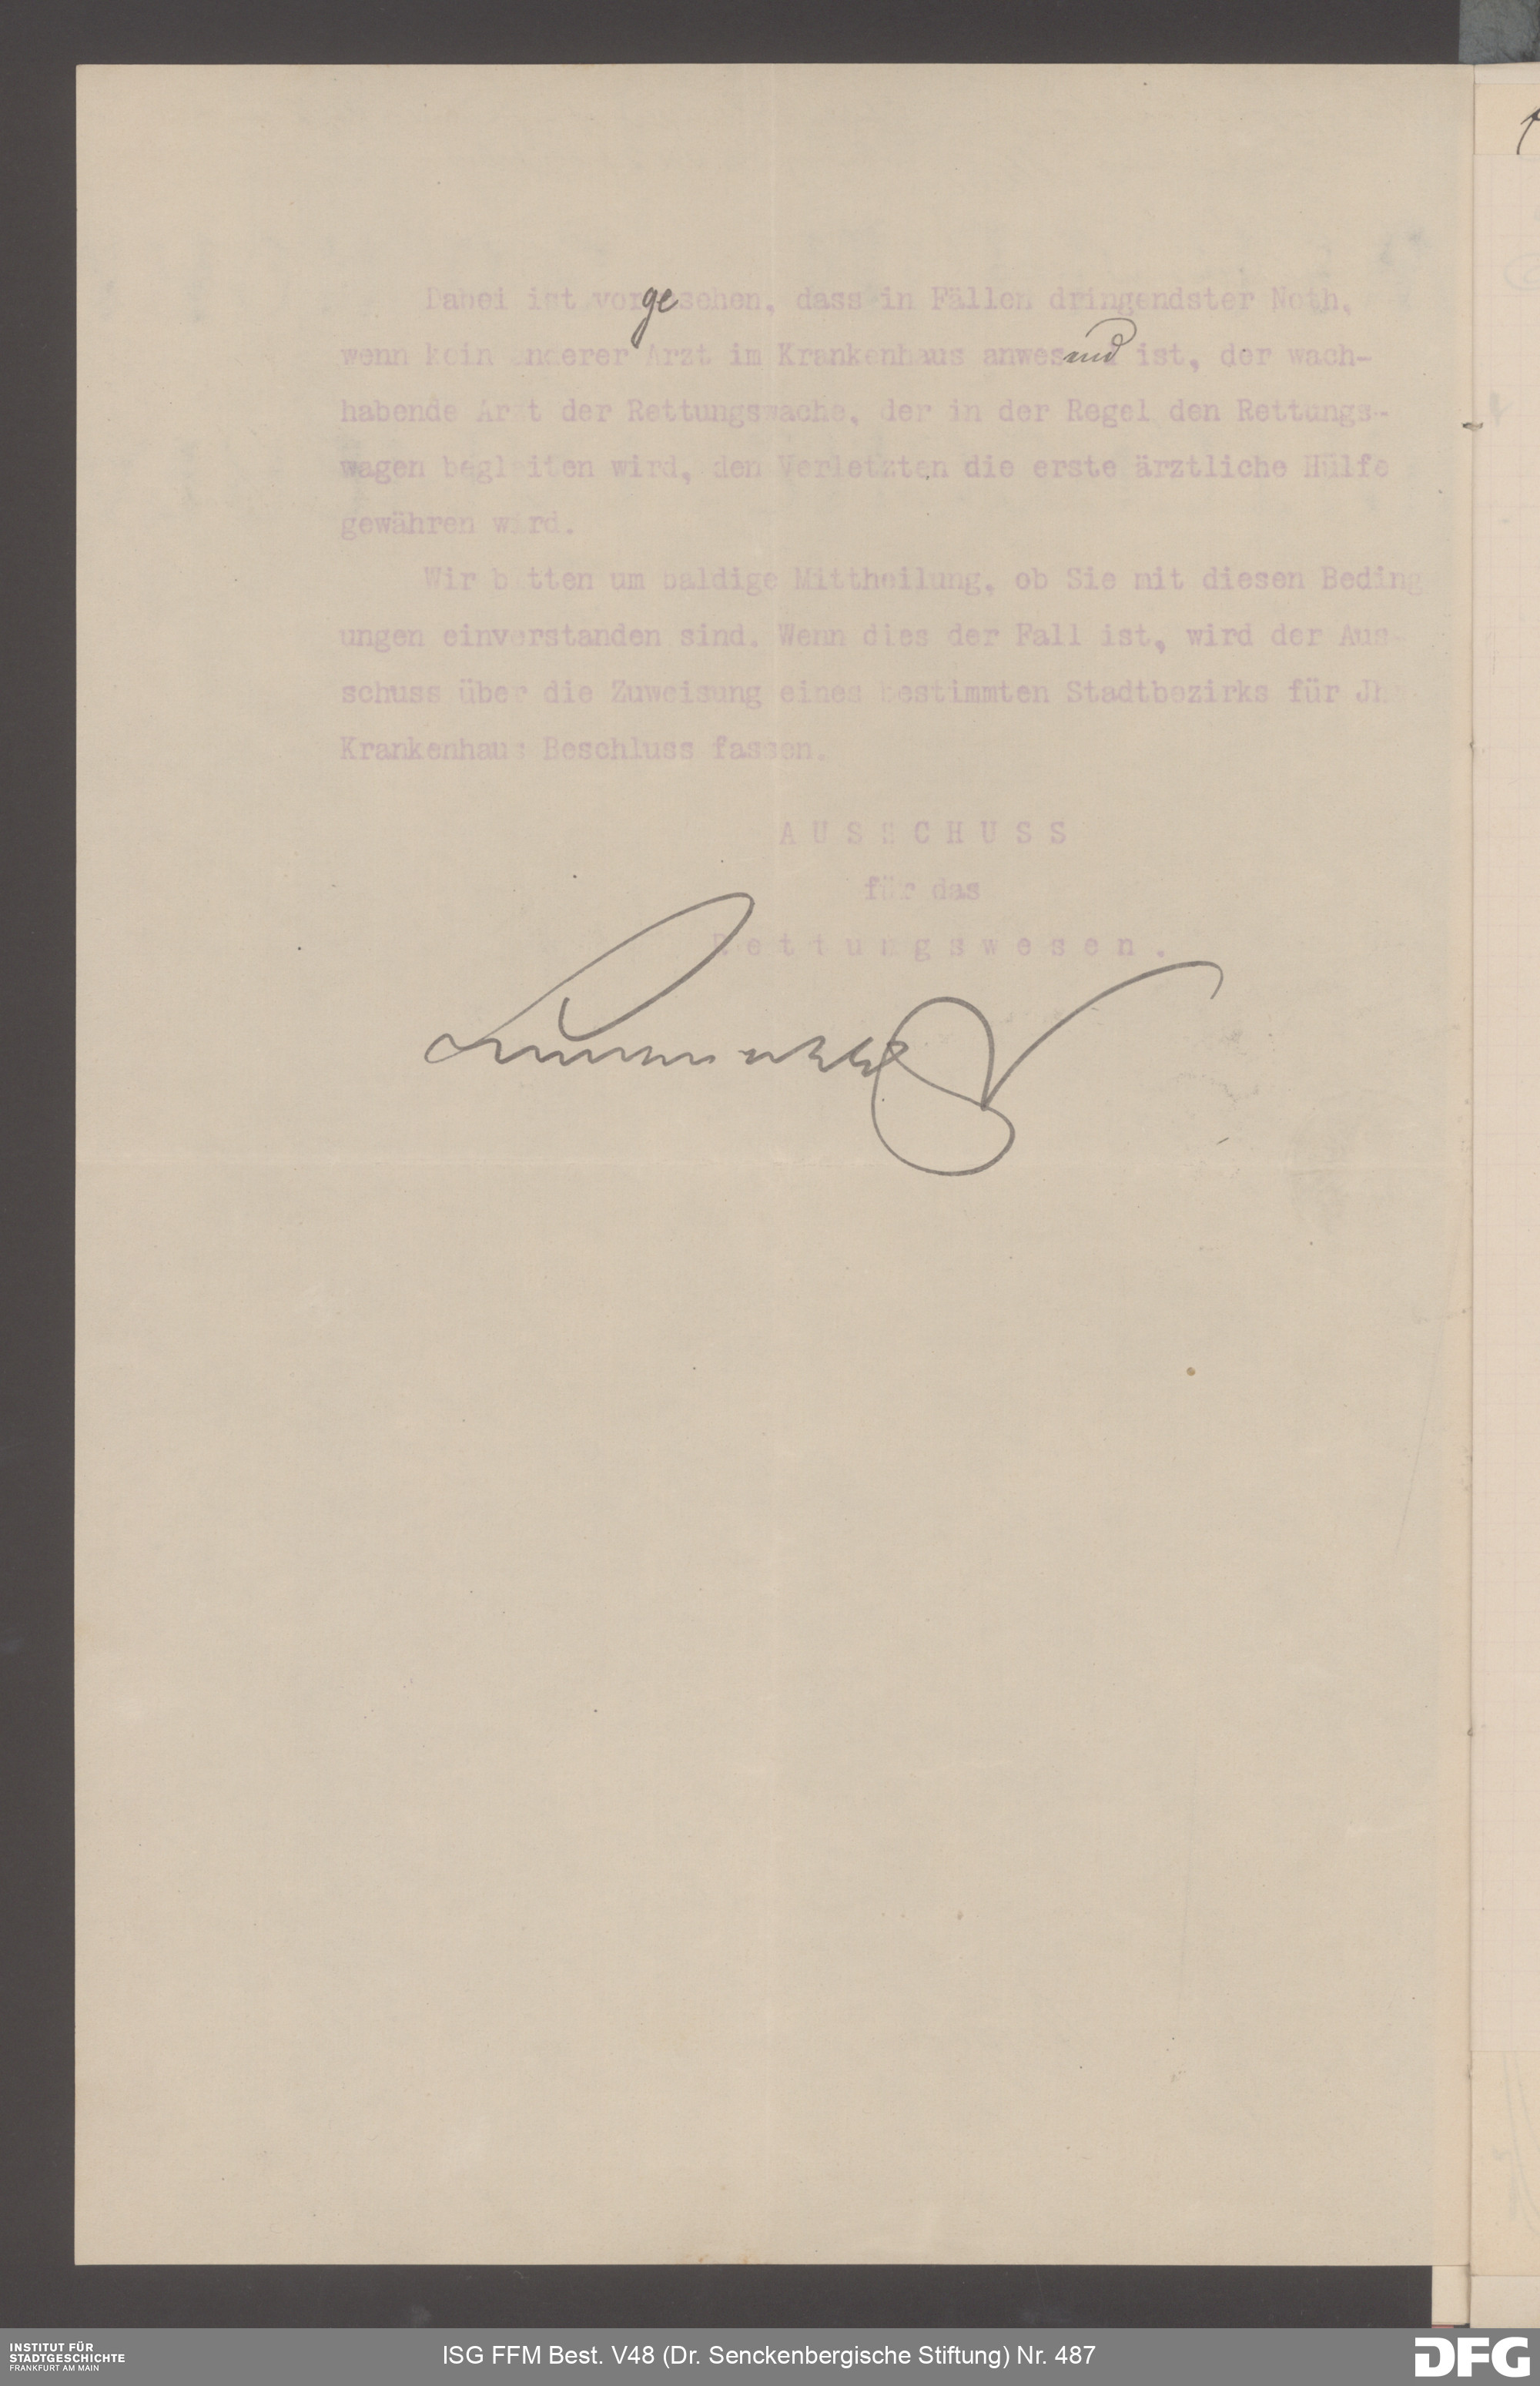 Dabei ist vorgesehen, dass in Fällen dringendster Noth,
wenn kein anderer Arzt im Krankenhaus anwesend ist, der wach-
habende Arzt der Rettungswache, der in der Regel den Rettungs-
wagen begleiten wird, den Verletzten die erste ärztliche Hülfe
gewähren wird.
Wir bitten um baldige Mittheilung, ob Sie mit diesen Beding
ungen einverstanden sind. Wenn dies der Fall ist, wird der Aus-
schuss über die Zuweisung eines bestimmten Stadtbezirks für Jhr
Krankenhaus Beschluss fassen.
AUSSCHUSS
für das
Rettungswesen.
INSTITUT FÜR
STADTGESCHICHTE
FRANKFURT AM MAIN
ISG FFM Best. V48 (Dr. Senckenbergische Stiftung) Nr. 487
DFG